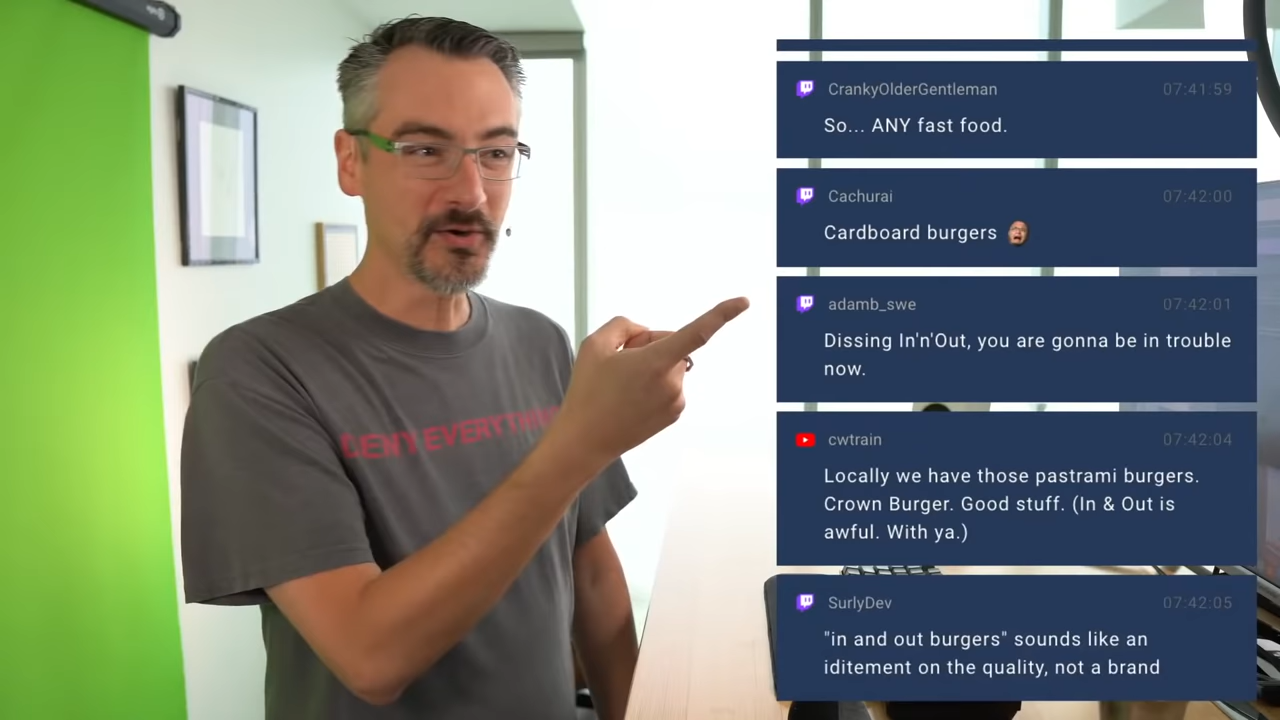 DENY EVERYTHING
CrankyOlderGentleman 07:41:59
So... ANY fast food.
Cachurai 07:42:00
Cardboard burgers
adamb_swe 07:42:01
Dissing In'n'Out, you are gonna be in trouble
now.
cwtrain 07:42:04
Locally we have those pastrami burgers.
Crown Burger. Good stuff. (In & Out is
awful. With ya.)
SurlyDev 07:42:05
"in and out burgers" sounds like an
iditement on the quality, not a brand